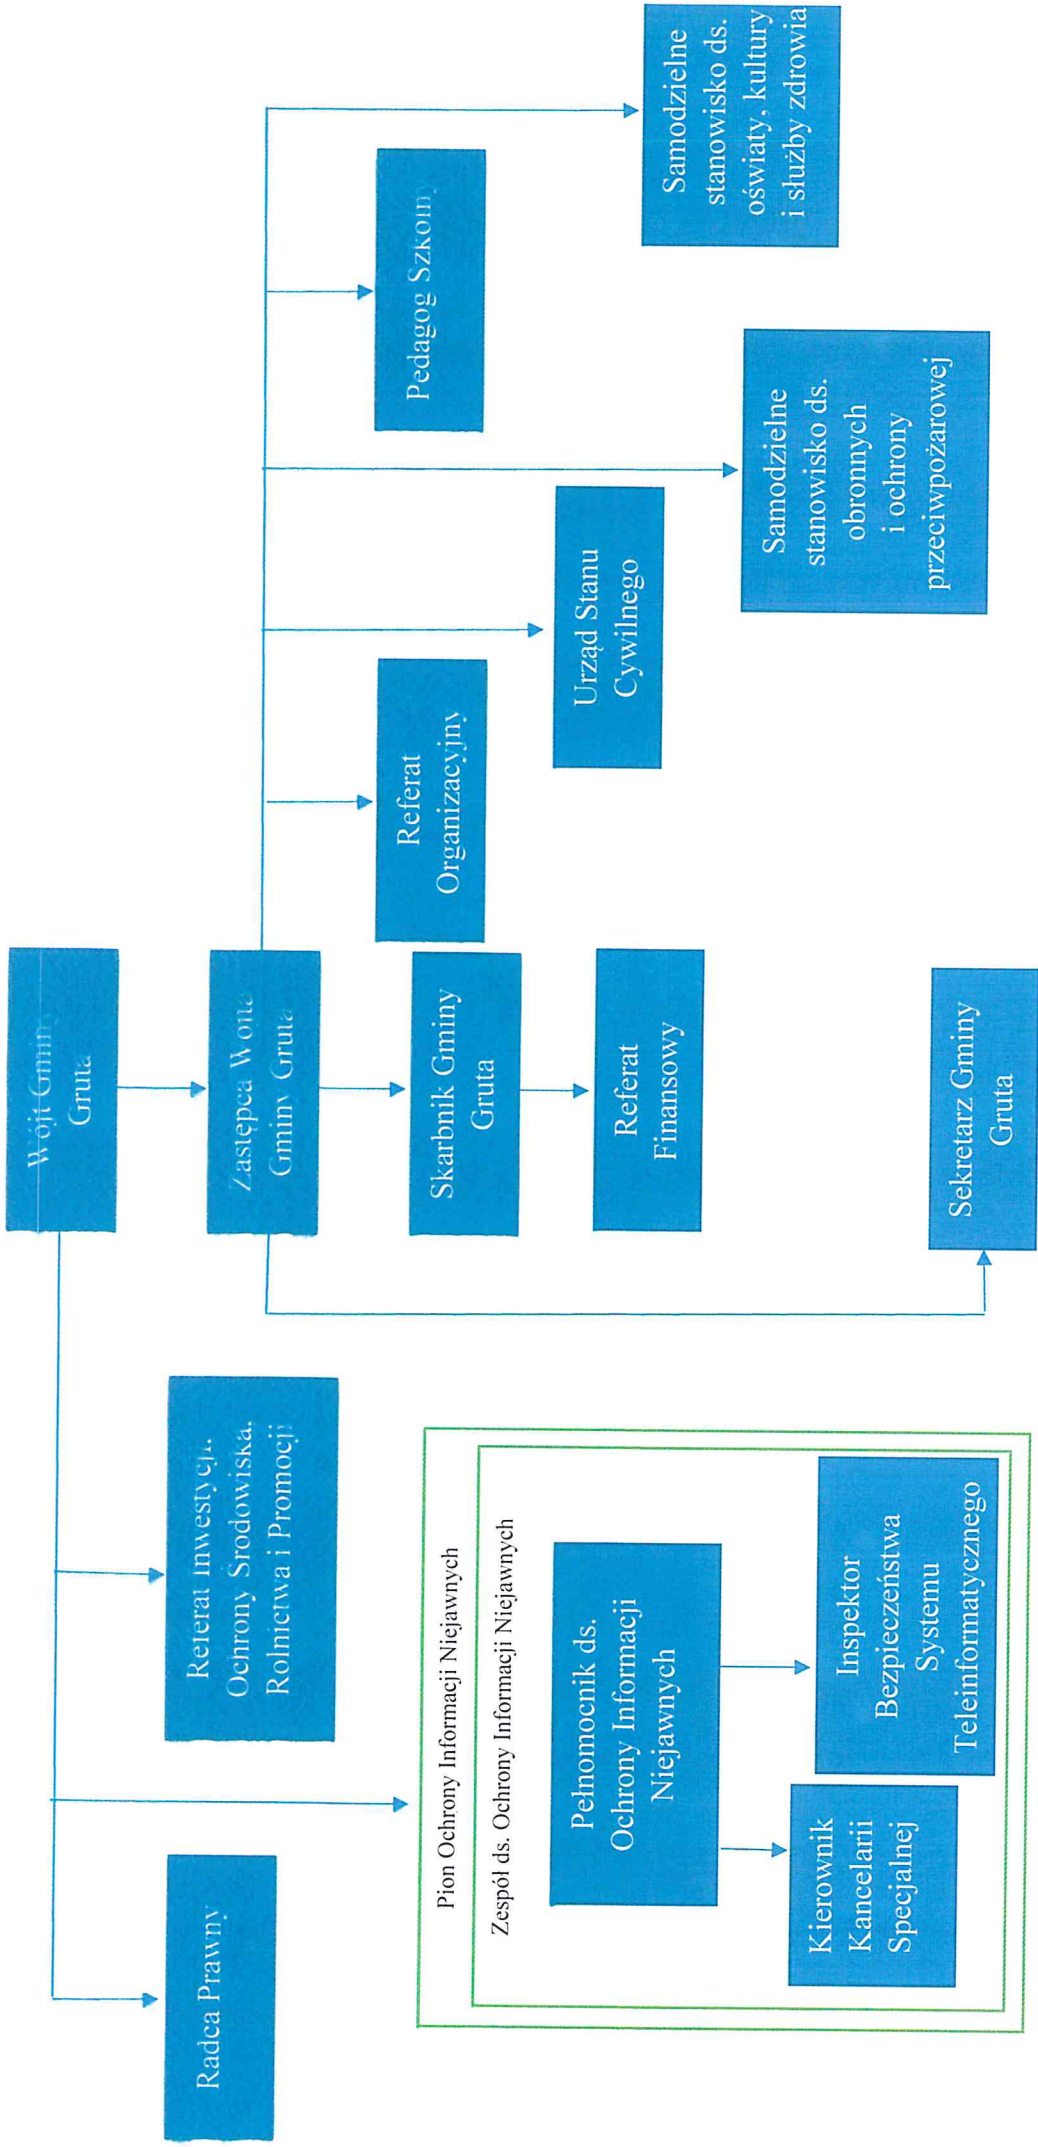 Wójt Gminy
Gruta
Radca Prawny
Referat Inwestycji,
Ochrony Środowiska,
Rolnictwa i Promocji
Zastępca Wójta
Gminy Gruta
Skarbnik Gminy
Gruta
Referat
Organizacyjny
Pedagog Szkolny
Pion Ochrony Informacji Niejawnych
Zespół ds. Ochrony Informacji Niejawnych
Pełnomocnik ds.
Ochrony Informacji
Niejawnych
Referat
Finansowy
Urząd Stanu
Cywilnego
Samodzielne
stanowisko ds.
oświaty, kultury
i służby zdrowia
Kierownik
Kancelarii
Specjalnej
Inspektor
Bezpieczeństwa
Systemu
Teleinformatycznego
Samodzielne
stanowisko ds.
obronnych
i ochrony
przeciwpożarowej
Sekretarz Gminy
Gruta